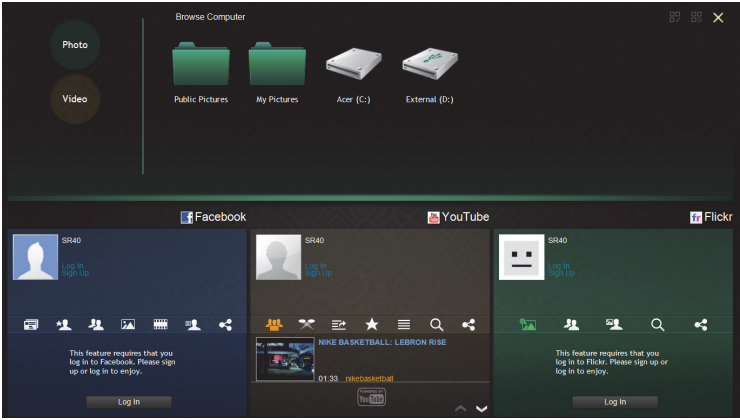 Browse Computer
Photo
Video
Public Pictures
My Pictures
Acer (C:)
External (D:)
Facebook
SR40
Log In
Sign Up
This feature requires that you
log in to Facebook. Please sign
up or log in to enjoy.
Log In
YouTube
SR40
Log In
Sign Up
NIKE BASKETBALL: LEBRON RISE
01:33 nikebasketball
POWERED BY
YouTube
Flickr
SR40
Log In
Sign Up
This feature requires that you
log in to Flickr. Please sign up or
log in to enjoy.
Log In